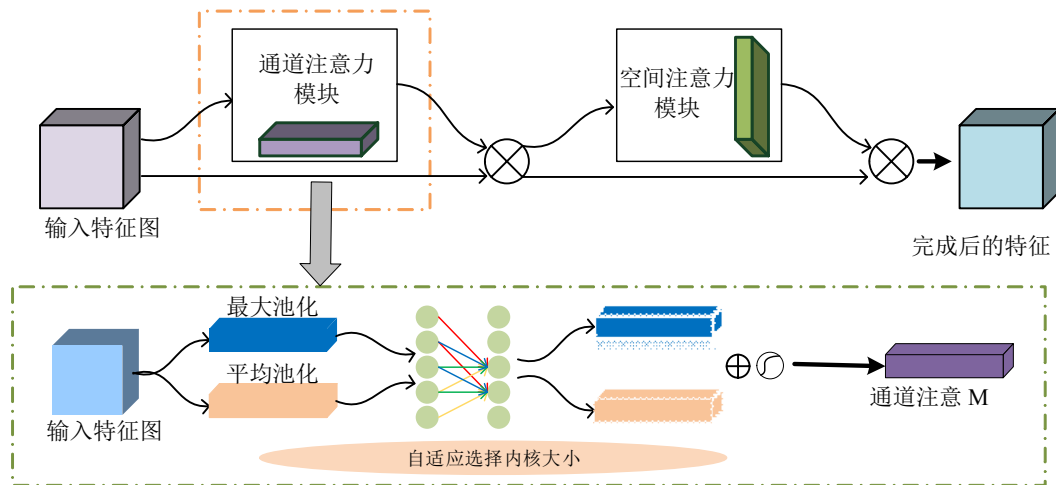 通道注意力
模块
空间注意力
模块
输入特征图
完成后的特征
最大池化
平均池化
输入特征图
通道注意 M
自适应选择内核大小